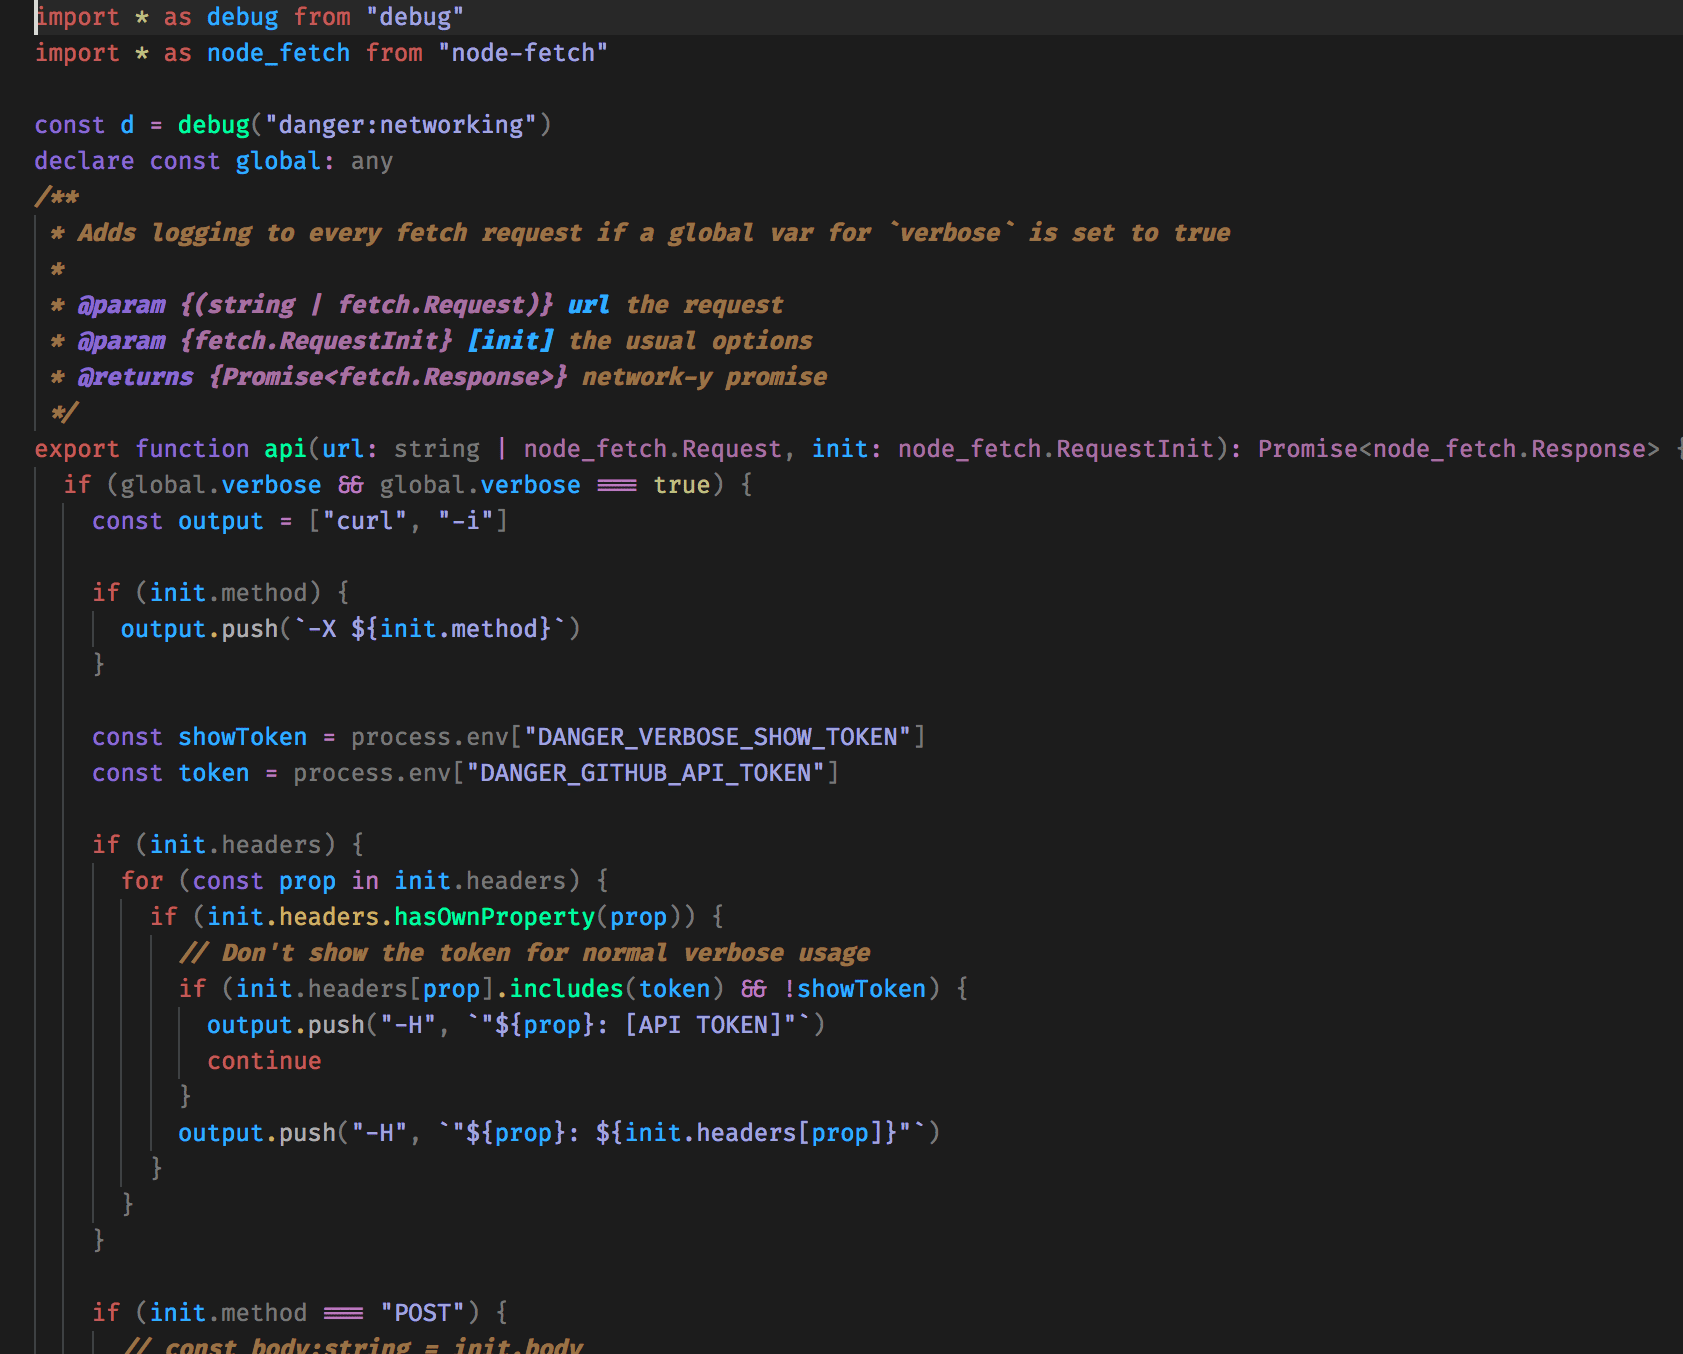 import * as debug from "debug"
import * as node_fetch from "node-fetch"
const d = debug("danger:networking")
declare const global: any
/**
 * Adds logging to every fetch request if a global var for `verbose` is set to true
 *
 * @param {(string | fetch.Request)} url the request
 * @param {fetch.RequestInit} [init] the usual options
 * @returns {Promise<fetch.Response>} network-y promise
 */
export function api(url: string | node_fetch.Request, init: node_fetch.RequestInit): Promise<node_fetch.Response> {
  if (global.verbose && global.verbose === true) {
    const output = ["curl", "-i"]
    if (init.method) {
      output.push(`-X ${init.method}`)
    }
    const showToken = process.env["DANGER_VERBOSE_SHOW_TOKEN"]
    const token = process.env["DANGER_GITHUB_API_TOKEN"]
    if (init.headers) {
      for (const prop in init.headers) {
        if (init.headers.hasOwnProperty(prop)) {
          // Don't show the token for normal verbose usage
          if (init.headers[prop].includes(token) && !showToken) {
            output.push("-H", `"${prop}: [API TOKEN]"`)
            continue
          }
          output.push("-H", `"${prop}: ${init.headers[prop]}"`)
        }
      }
    }
    if (init.method === "POST") {
      // const body:string = init.body